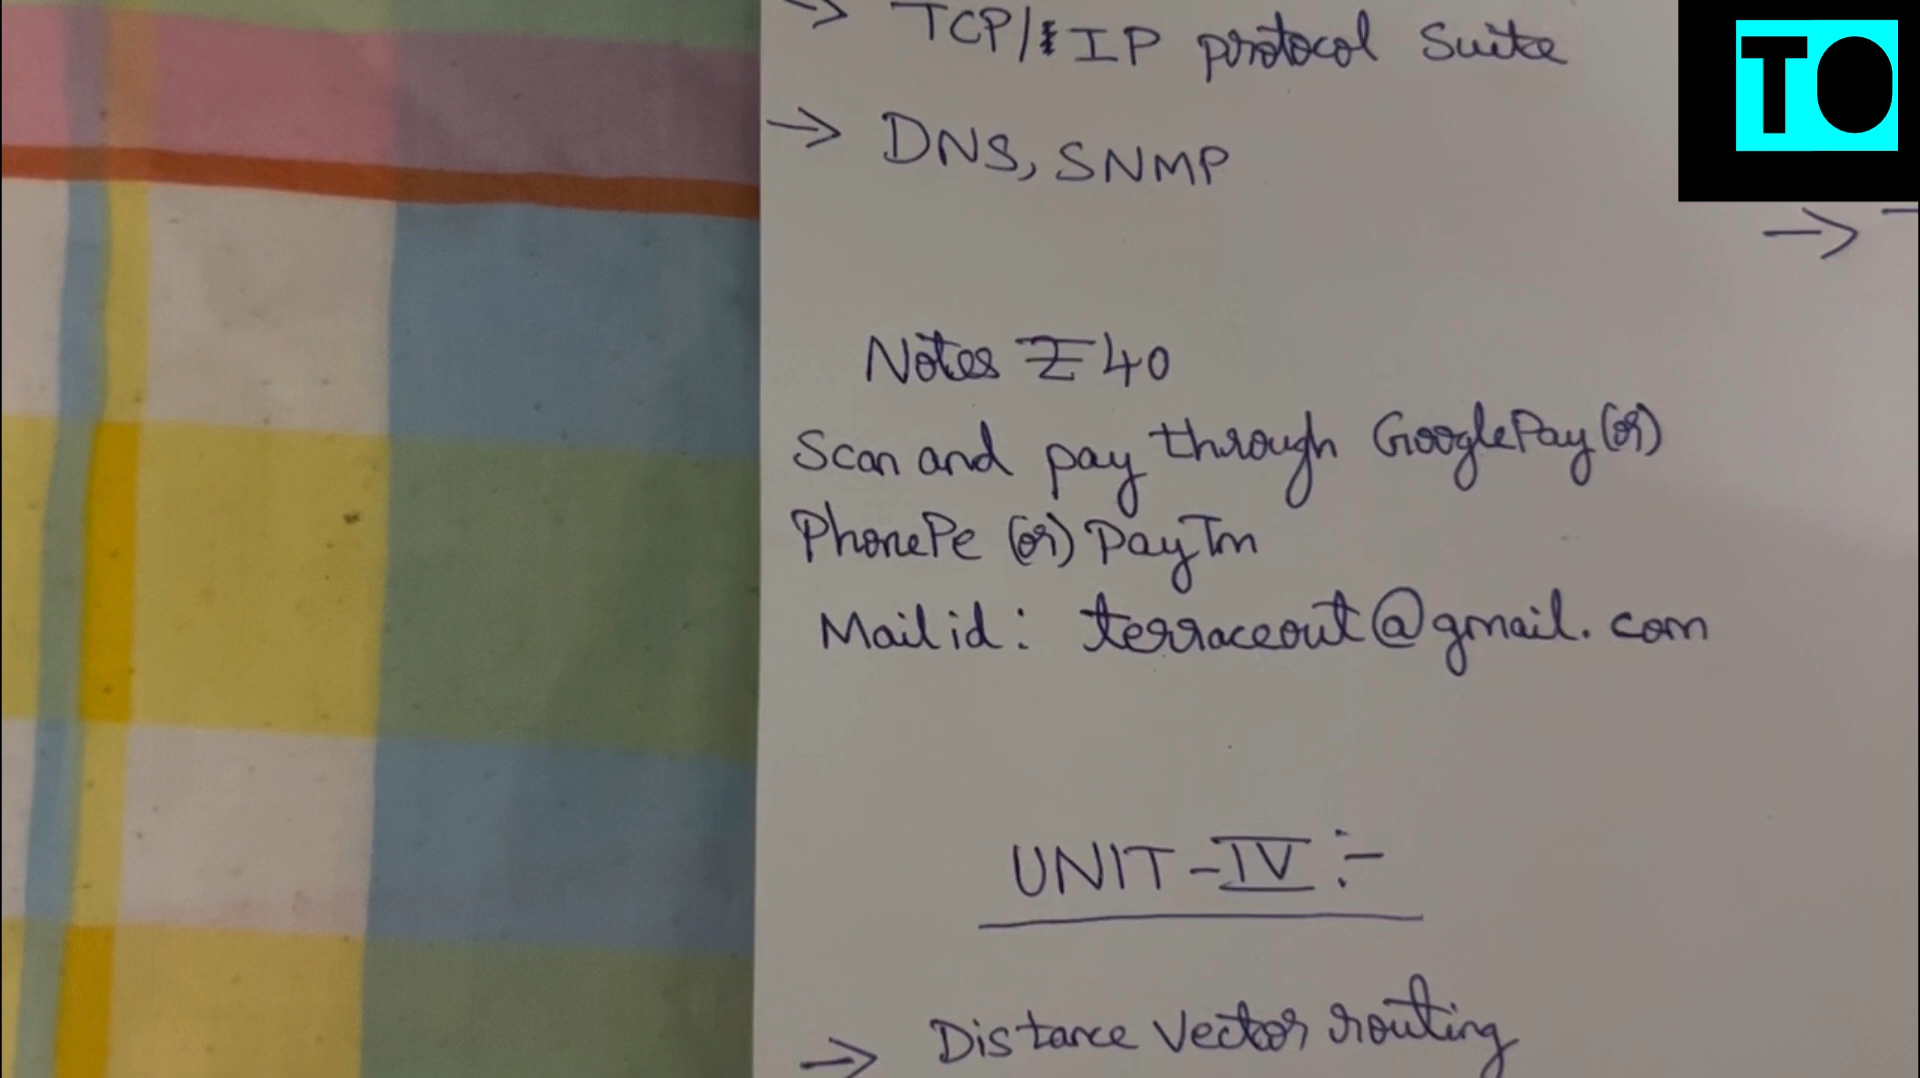 → TCP/IP protocol Suite
TO
→ DNS, SNMP
→
Notes ₹40
Scan and pay through GooglePay (or)
PhonePe (or) PayTm
Mail id : terraceout@gmail.com
UNIT-IV :-
→ Distance Vector routing